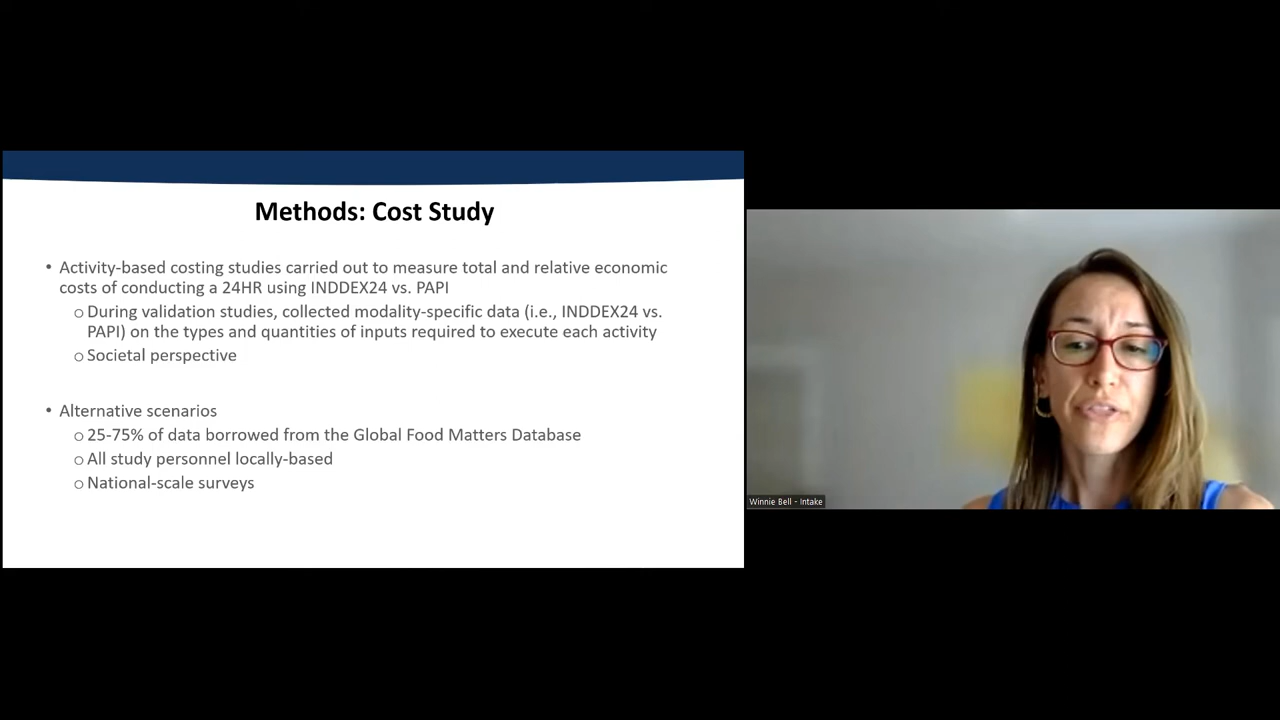 Methods: Cost Study
• Activity-based costing studies carried out to measure total and relative economic
costs of conducting a 24HR using INDDEX24 vs. PAPI
o During validation studies, collected modality-specific data (i.e., INDDEX24 vs.
PAPI) on the types and quantities of inputs required to execute each activity
o Societal perspective
• Alternative scenarios
o 25-75% of data borrowed from the Global Food Matters Database
o All study personnel locally-based
o National-scale surveys
Winnie Bell - Intake